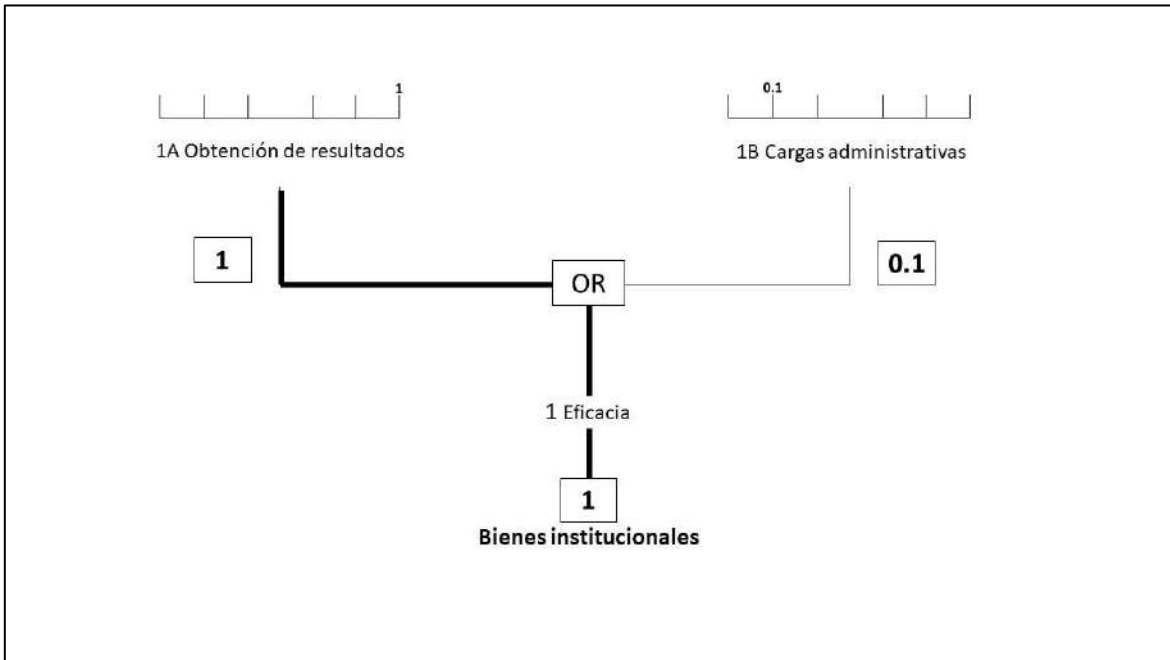 1
0.1
1A Obtención de resultados
1B Cargas administrativas
1
OR
0.1
1 Eficacia
1
Bienes institucionales